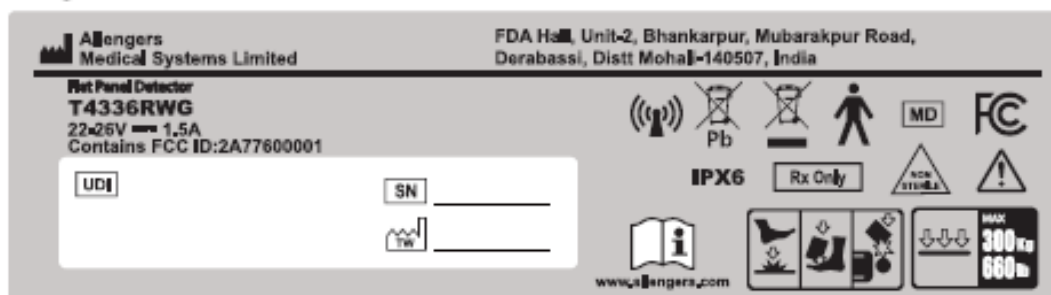 Allengers
Medical Systems Limited
FDA Hall, Unit-2, Bhankarpur, Mubarakpur Road,
Derabassi, Distt Mohali-140507, India
Flat Panel Detector
T4336RWG
22-26V ⎓ 1.5A
Contains FCC ID:2A77600001
Pb
MD
FC
IPX6
Rx Only
NON
STERILE
UDI
SN
TW
i
www.allengers.com
MAX
300Kg
660lb